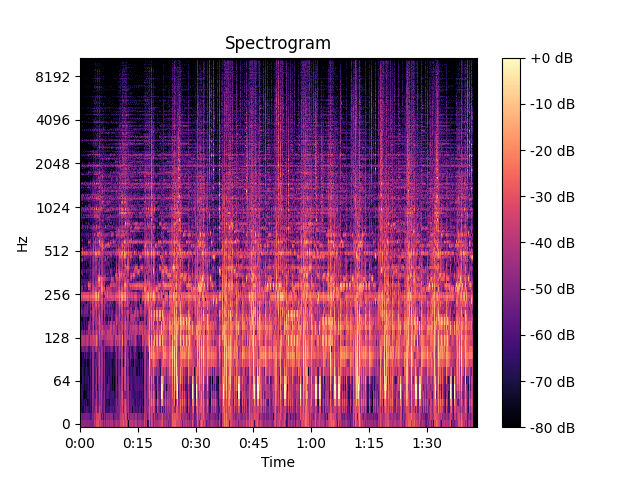 Spectrogram
Hz
8192
4096
2048
1024
512
256
128
64
0
0:00 0:15 0:30 0:45 1:00 1:15 1:30
Time
+0 dB
-10 dB
-20 dB
-30 dB
-40 dB
-50 dB
-60 dB
-70 dB
-80 dB